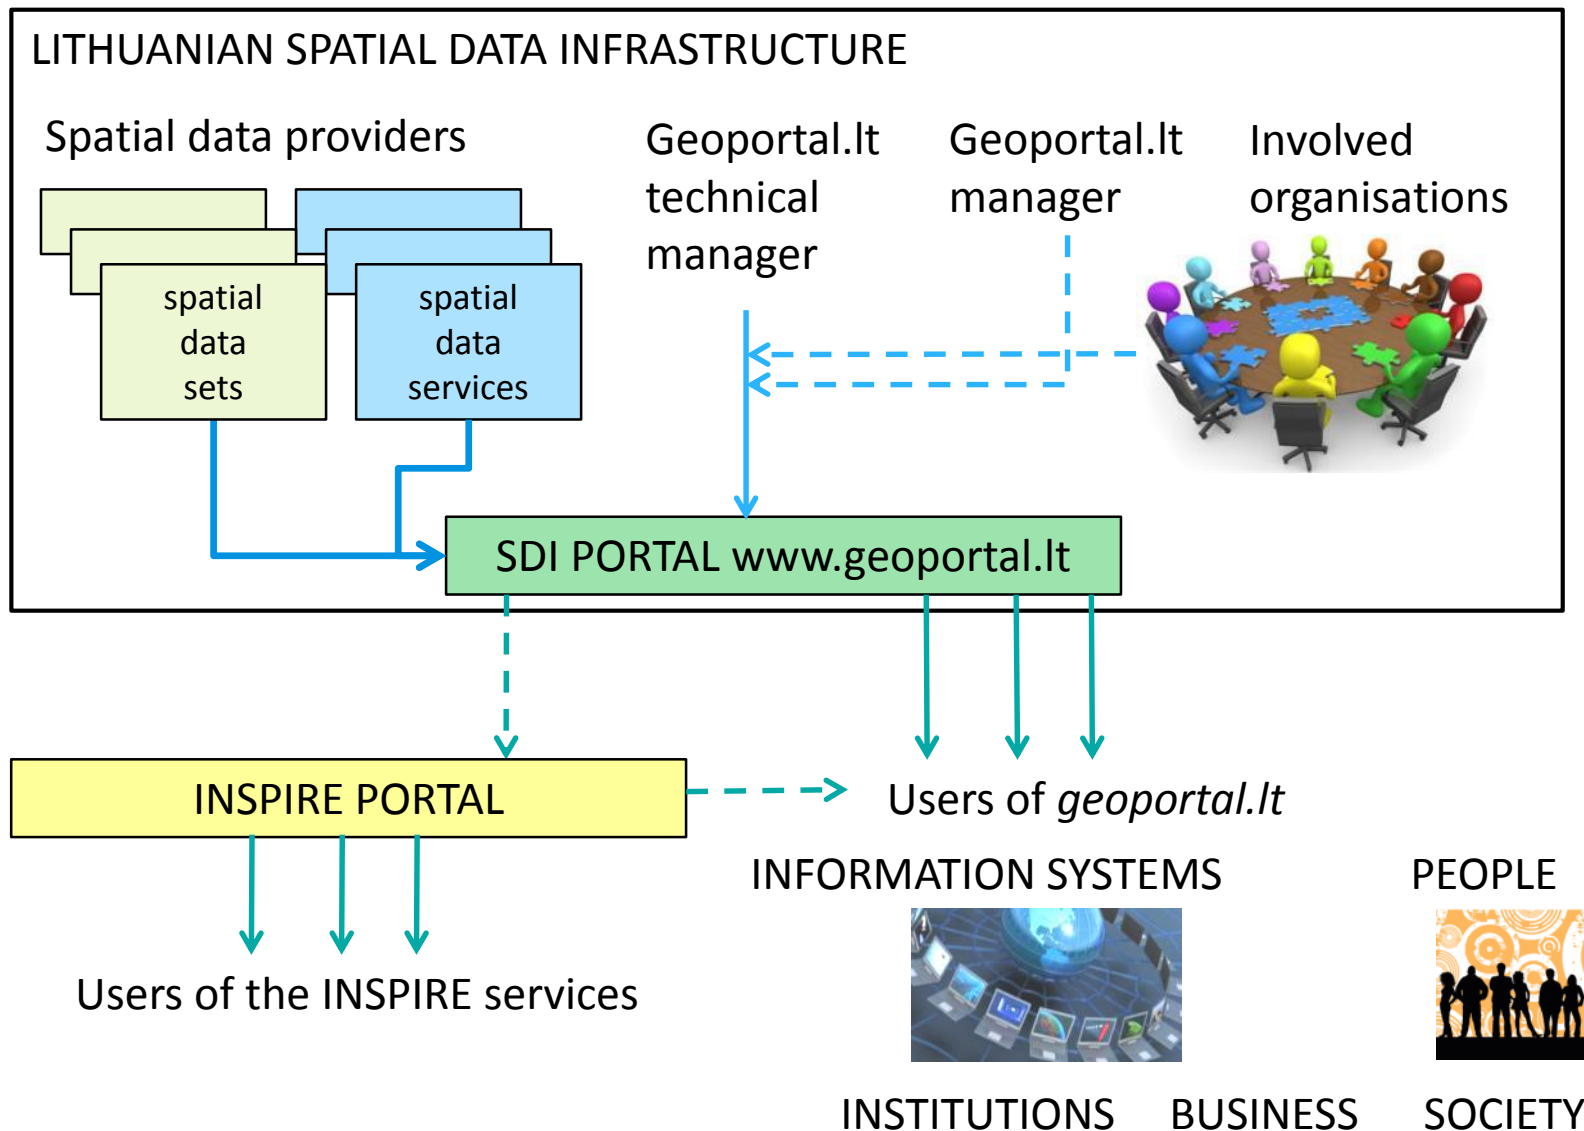 LITHUANIAN SPATIAL DATA INFRASTRUCTURE
Spatial data providers
Geoportal.lt
technical
manager
Geoportal.lt
manager
Involved
organisations
spatial
data
sets
spatial
data
services
SDI PORTAL www.geoportal.lt
INSPIRE PORTAL
Users of geoportal.lt
Users of the INSPIRE services
INFORMATION SYSTEMS
PEOPLE
INSTITUTIONS
BUSINESS
SOCIETY